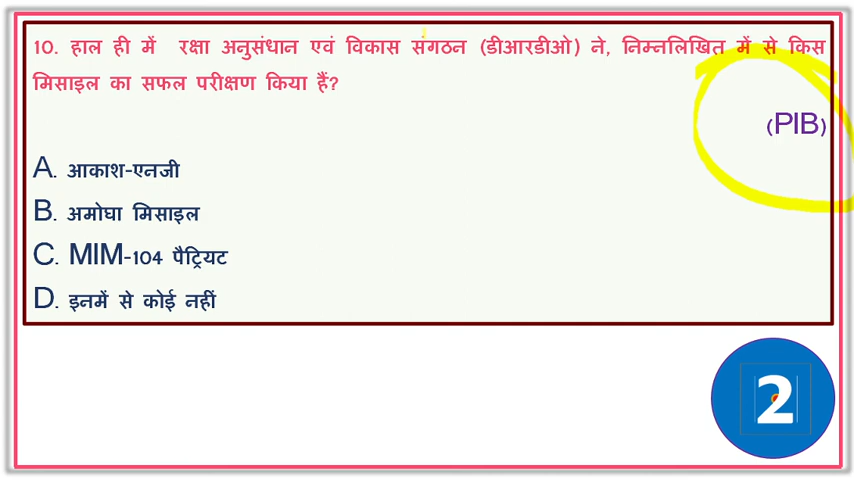 10. हाल ही में रक्षा अनुसंधान एवं विकास संगठन (डीआरडीओ) ने, निम्नलिखित में से किस
मिसाइल का सफल परीक्षण किया हैं?
(PIB)
A. आकाश-एनजी
B. अमोघा मिसाइल
C. MIM-104 पैट्रियट
D. इनमें से कोई नहीं
2